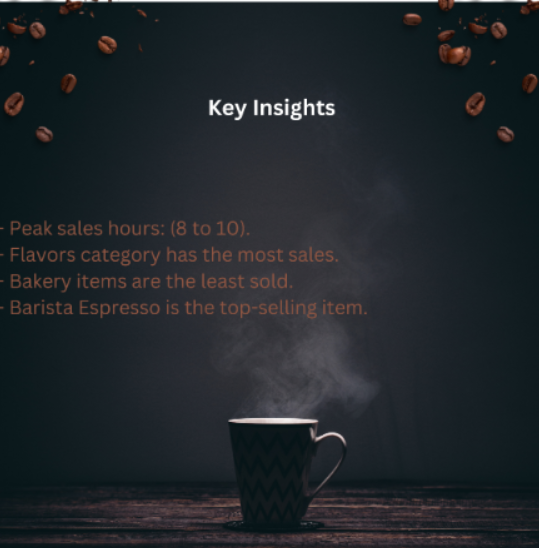 Key Insights
- Peak sales hours: (8 to 10).
- Flavors category has the most sales.
- Bakery items are the least sold.
- Barista Espresso is the top-selling item.